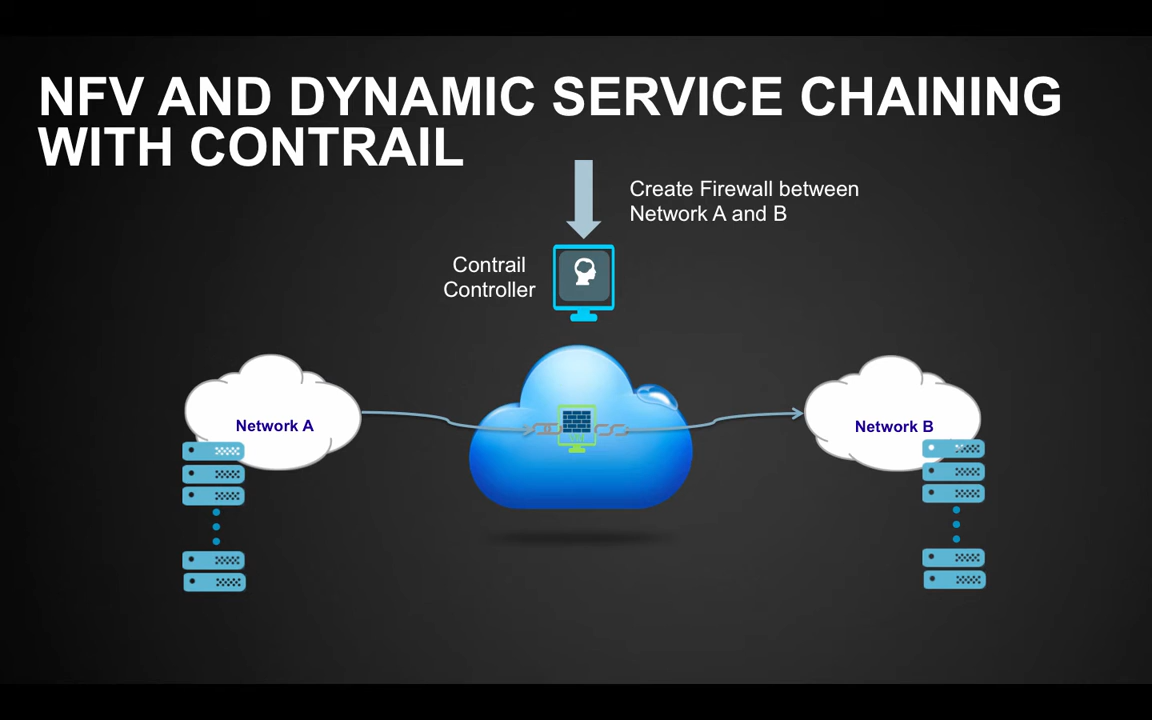 NFV AND DYNAMIC SERVICE CHAINING
WITH CONTRAIL
Create Firewall between
Network A and B
Contrail
Controller
Network A
Network B